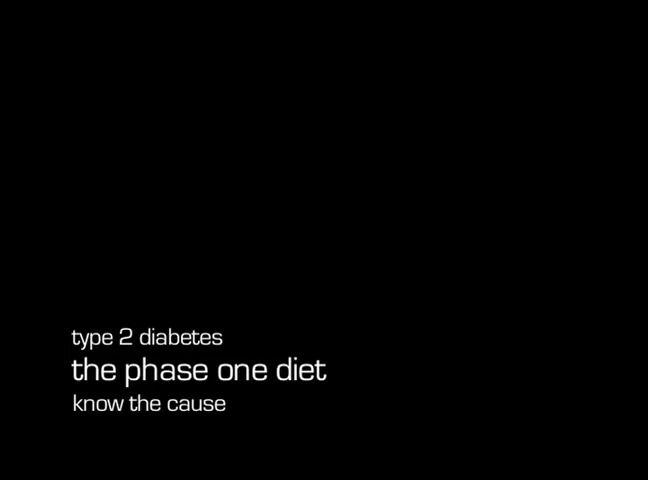 type 2 diabetes
the phase one diet
know the cause